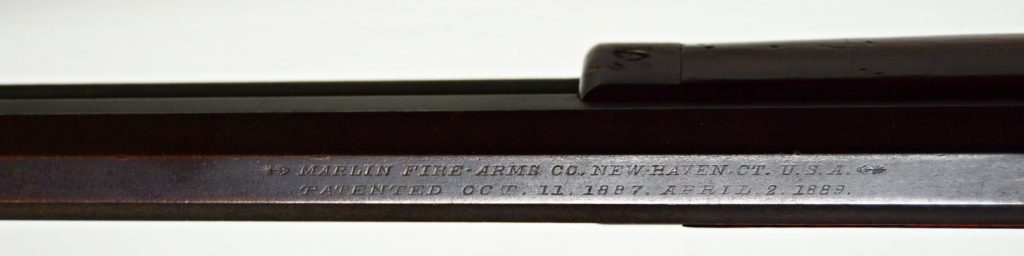 MARLIN FIRE-ARMS CO. NEW-HAVEN. CT. U.S.A.
PATENTED OCT. 11. 1887. APRIL. 2. 1889.